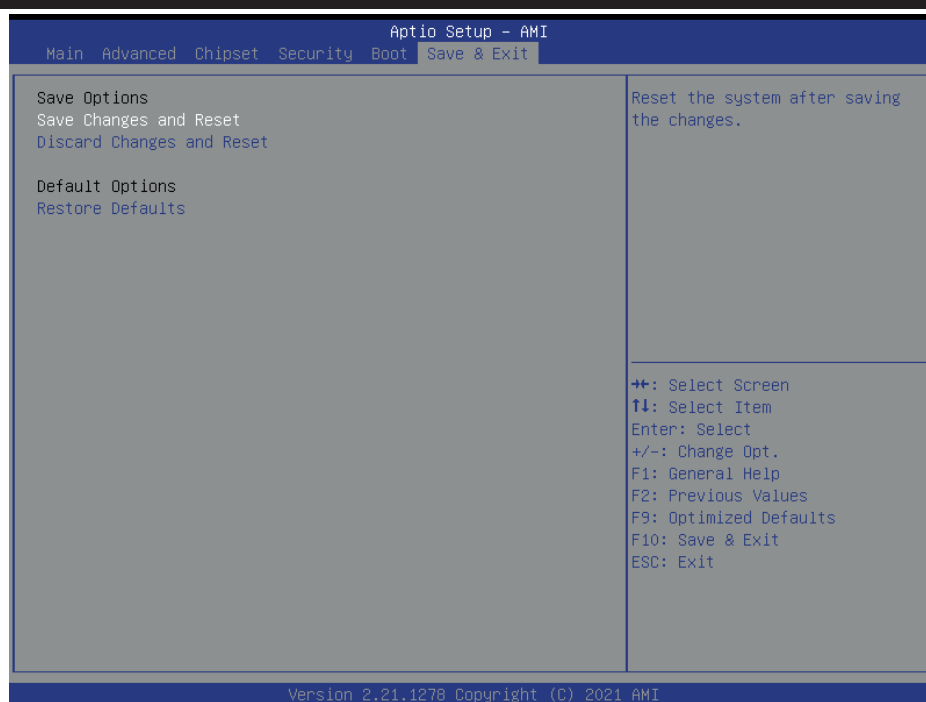 Aptio Setup – AMI
Main Advanced Chipset Security Boot Save & Exit
Save Options
Save Changes and Reset
Discard Changes and Reset
Default Options
Restore Defaults
Reset the system after saving
the changes.
→←: Select Screen
↑↓: Select Item
Enter: Select
+/-: Change Opt.
F1: General Help
F2: Previous Values
F9: Optimized Defaults
F10: Save & Exit
ESC: Exit
Version 2.21.1278 Copyright (C) 2021 AMI